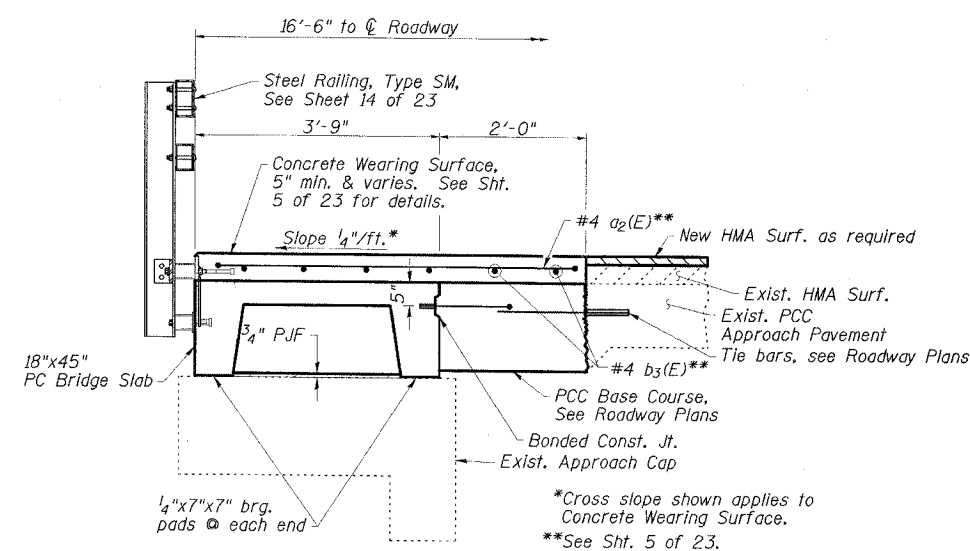 16'-6" to ℄ Roadway
Steel Railing, Type SM,
See Sheet 14 of 23
3'-9"
2'-0"
Concrete Wearing Surface,
5" min. & varies. See Sht.
5 of 23 for details.
#4 a₂(E)**
Slope ¼"/ft.*
New HMA Surf. as required
5"
Exist. HMA Surf.
Exist. PCC
Approach Pavement
¾" PJF
Tie bars, see Roadway Plans
18"x45"
PC Bridge Slab
#4 b₃(E)**
PCC Base Course,
See Roadway Plans
Bonded Const. Jt.
Exist. Approach Cap
¼"x7"x7" brg.
pads @ each end
*Cross slope shown applies to
Concrete Wearing Surface.
**See Sht. 5 of 23.